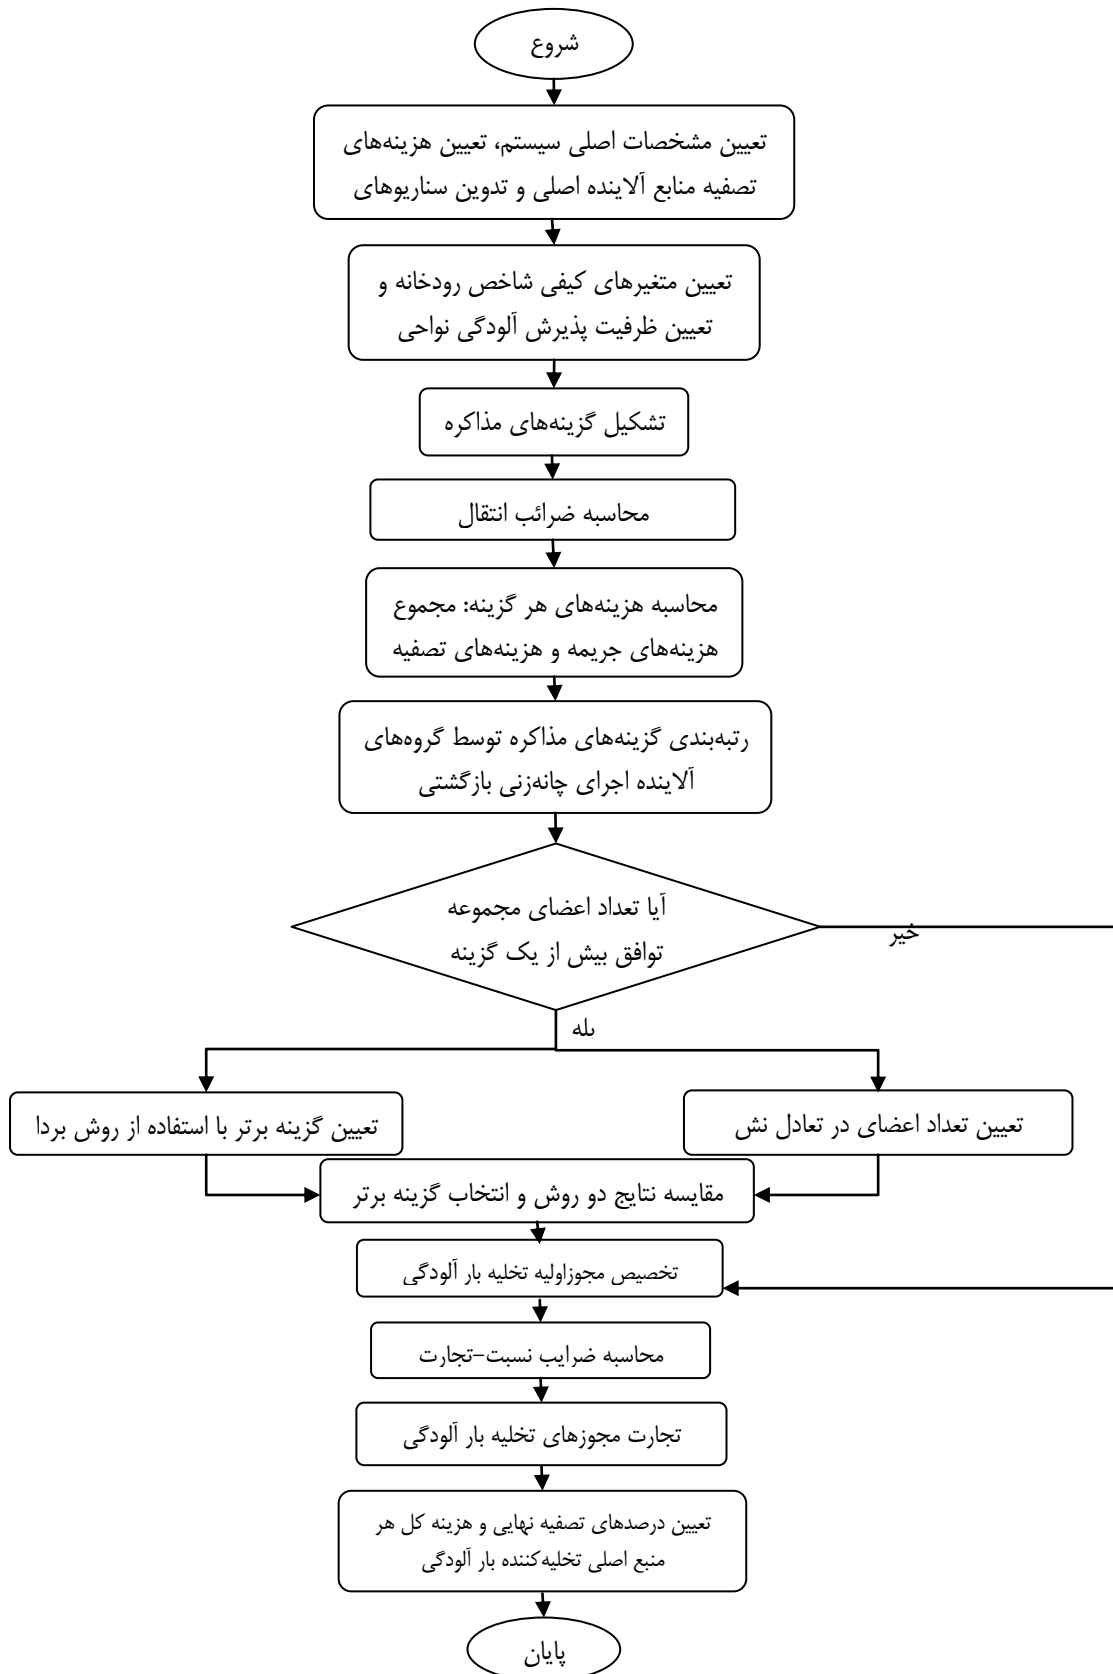 شروع
تعیین مشخصات اصلی سیستم، تعیین هزینه‌های
تصفیه منابع آلاینده اصلی و تدوین سناریوهای
تعیین متغیرهای کیفی شاخص رودخانه و
تعیین ظرفیت پذیرش آلودگی نواحی
تشکیل گزینه‌های مذاکره
محاسبه ضرائب انتقال
محاسبه هزینه‌های هر گزینه: مجموع
هزینه‌های جریمه و هزینه‌های تصفیه
رتبه‌بندی گزینه‌های مذاکره توسط گروه‌های
آلاینده اجرای چانه‌زنی بازگشتی
آیا تعداد اعضای مجموعه
توافق بیش از یک گزینه
خیر
بله
تعیین تعداد اعضای در تعادل نش
تعیین گزینه برتر با استفاده از روش بردا
مقایسه نتایج دو روش و انتخاب گزینه برتر
تخصیص مجوزاولیه تخلیه بار آلودگی
محاسبه ضرایب نسبت-تجارت
تجارت مجوزهای تخلیه بار آلودگی
تعیین درصدهای تصفیه نهایی و هزینه کل هر
منبع اصلی تخلیه‌کننده بار آلودگی
پایان